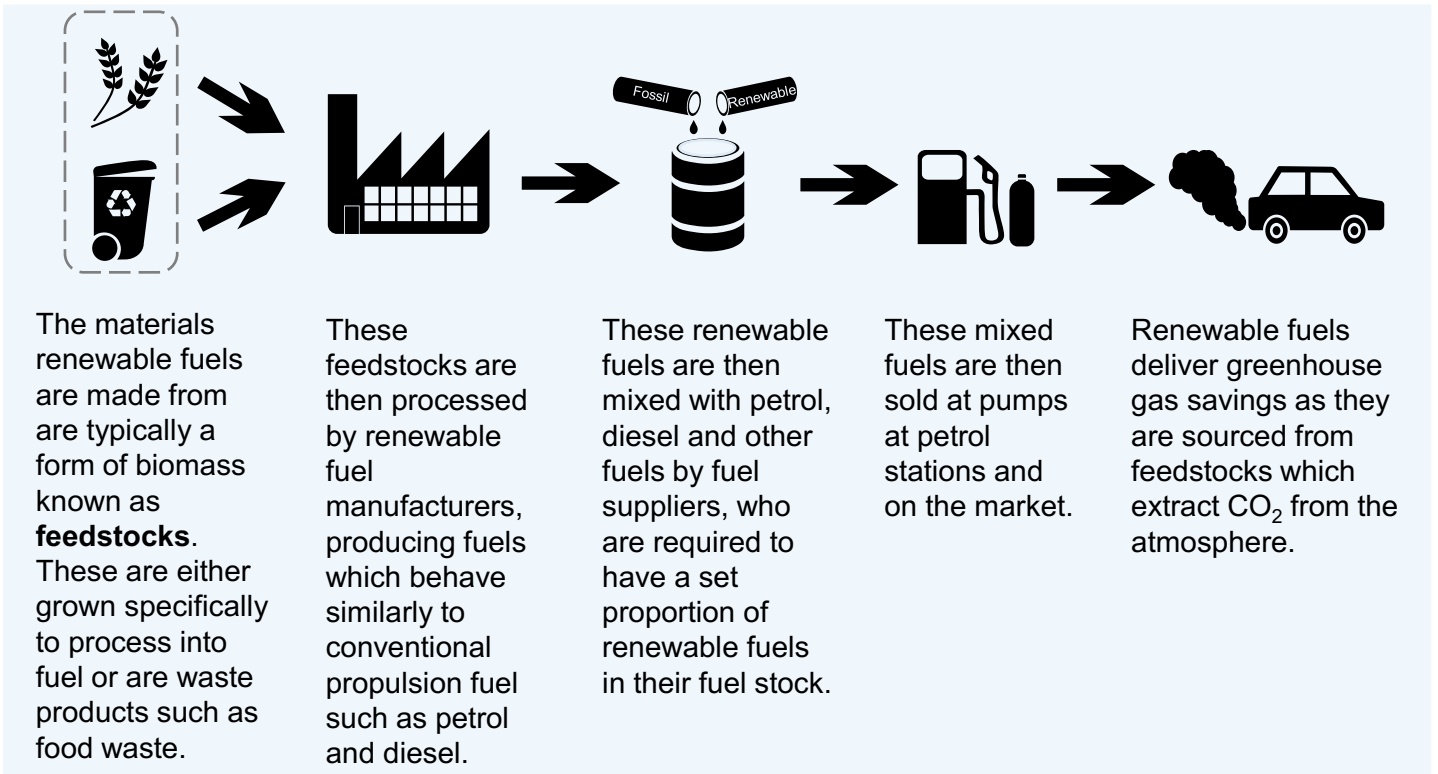 Fossil
Renewable
The materials
renewable fuels
are made from
are typically a
form of biomass
known as
feedstocks.
These are either
grown specifically
to process into
fuel or are waste
products such as
food waste.
These
feedstocks are
then processed
by renewable
fuel
manufacturers,
producing fuels
which behave
similarly to
conventional
propulsion fuel
such as petrol
and diesel.
These renewable
fuels are then
mixed with petrol,
diesel and other
fuels by fuel
suppliers, who
are required to
have a set
proportion of
renewable fuels
in their fuel stock.
These mixed
fuels are then
sold at pumps
at petrol
stations and
on the market.
Renewable fuels
deliver greenhouse
gas savings as they
are sourced from
feedstocks which
extract CO₂ from the
atmosphere.